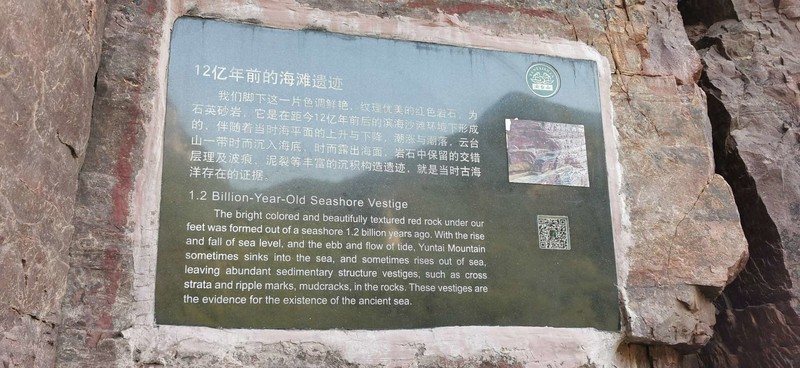 12亿年前的海滩遗迹
我们脚下这一片色调鲜艳、纹理优美的红色岩石，为
石英砂岩，它是在距今12亿年前后的滨海沙滩环境下形成
的，伴随着当时海平面的上升与下降，潮涨与潮落，云台
山一带时而沉入海底，时而露出海面，岩石中保留的交错
层理及波痕、泥裂等丰富的沉积构造遗迹，就是当时古海
洋存在的证据
1.2 Billion-Year-Old Seashore Vestige
The bright colored and beautifully textured red rock under our
feet was formed out of a seashore 1.2 billion years ago. With the rise
and fall of sea level, and the ebb and flow of tide, Yuntai Mountain
sometimes sinks into the sea, and sometimes rises out of sea,
leaving abundant sedimentary structure vestiges, such as cross
strata and ripple marks, mudcracks, in the rocks. These vestiges are
the evidence for the existence of the ancient sea.